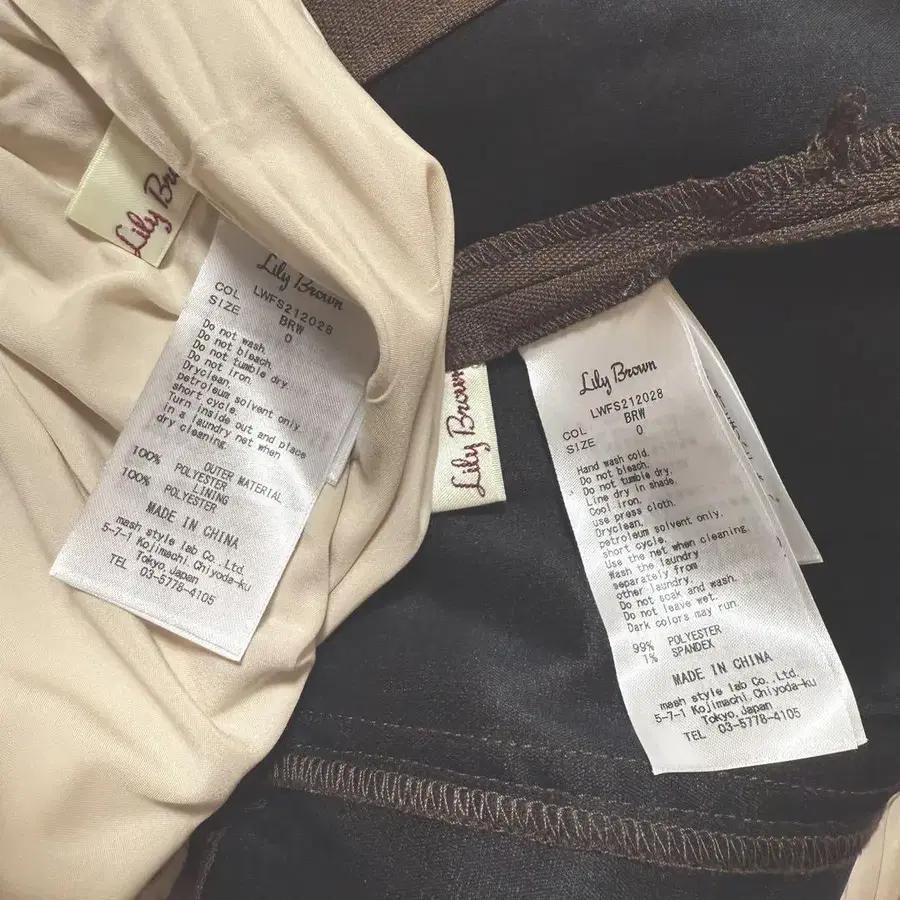 Lily Br
Lily Brown
LWFS212028
COL BRW
SIZE 0
Do not wash
Do not bleach.
Do not tumble dry.
Do not iron.
Dryclean.
petroleum solvent only
short cycle.
Turn inside out and place
in a laundry net when
dry cleaning.
OUTER MATERIAL
100% POLYESTER
LINING
100% POLYESTER
MADE IN CHINA
mash style lab Co.,Ltd.
5-7-1 Kojimachi,Chiyoda-ku
Tokyo,Japan
TEL 03-5778-4105
Lily Brown
Lily Brown
LWFS212028
COL BRW
SIZE 0
Hand wash cold.
Do not bleach.
Do not tumble dry.
Line dry in shade.
Cool iron.
use press cloth.
Dryclean.
petroleum solvent only.
short cycle.
Use the net when cleaning.
Wash the laundry
separately from
other laundry.
Do not soak and wash.
Do not leave wet.
Dark colors may run.
99% POLYESTER
1% SPANDEX
MADE IN CHINA
mash style lab Co.,Ltd.
5-7-1 Kojimachi,Chiyoda-ku
Tokyo,Japan
TEL 03-5778-4105